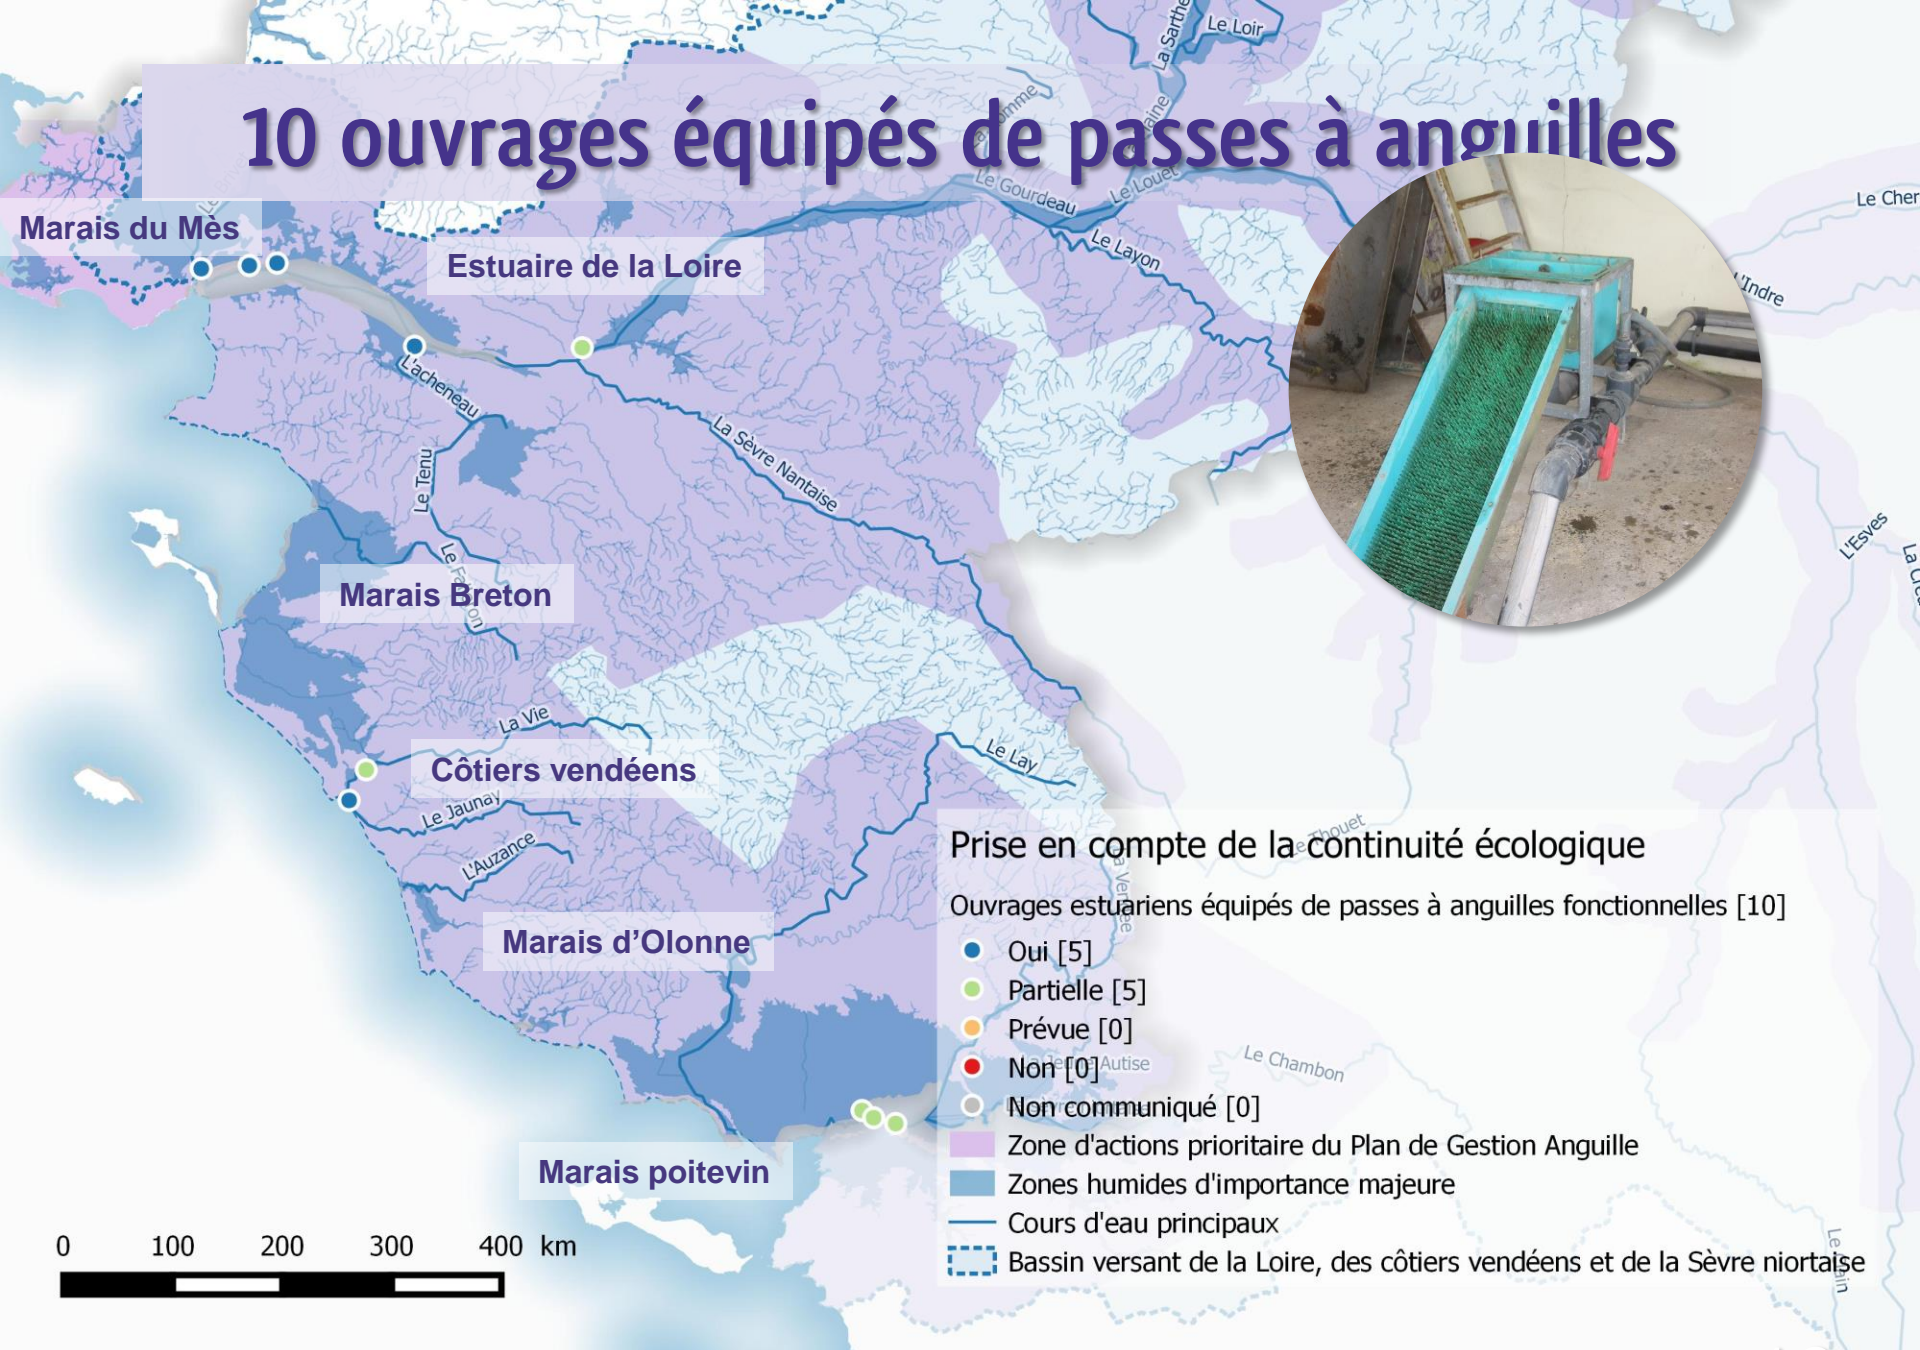 10 ouvrages équipés de passes à anguilles
La Sarthe
Le Loir
Le Gourdeau
Le Louet
Le Cher
Marais du Mès
Estuaire de la Loire
Le Layon
L'Indre
L'acheneau
La Sèvre Nantaise
Le Tenu
L'Esves
Marais Breton
La Vie
Côtiers vendéens
Le Lay
Le Jaunay
L'Auzance
Le Thouet
Marais d'Olonne
Marais poitevin
Le Chambon
Prise en compte de la continuité écologique
Ouvrages estuariens équipés de passes à anguilles fonctionnelles [10]
Oui [5]
Partielle [5]
Prévue [0]
Non [0]
Non communiqué [0]
Zone d'actions prioritaire du Plan de Gestion Anguille
Zones humides d'importance majeure
Cours d'eau principaux
Bassin versant de la Loire, des côtiers vendéens et de la Sèvre niortaise
0 100 200 300 400 km